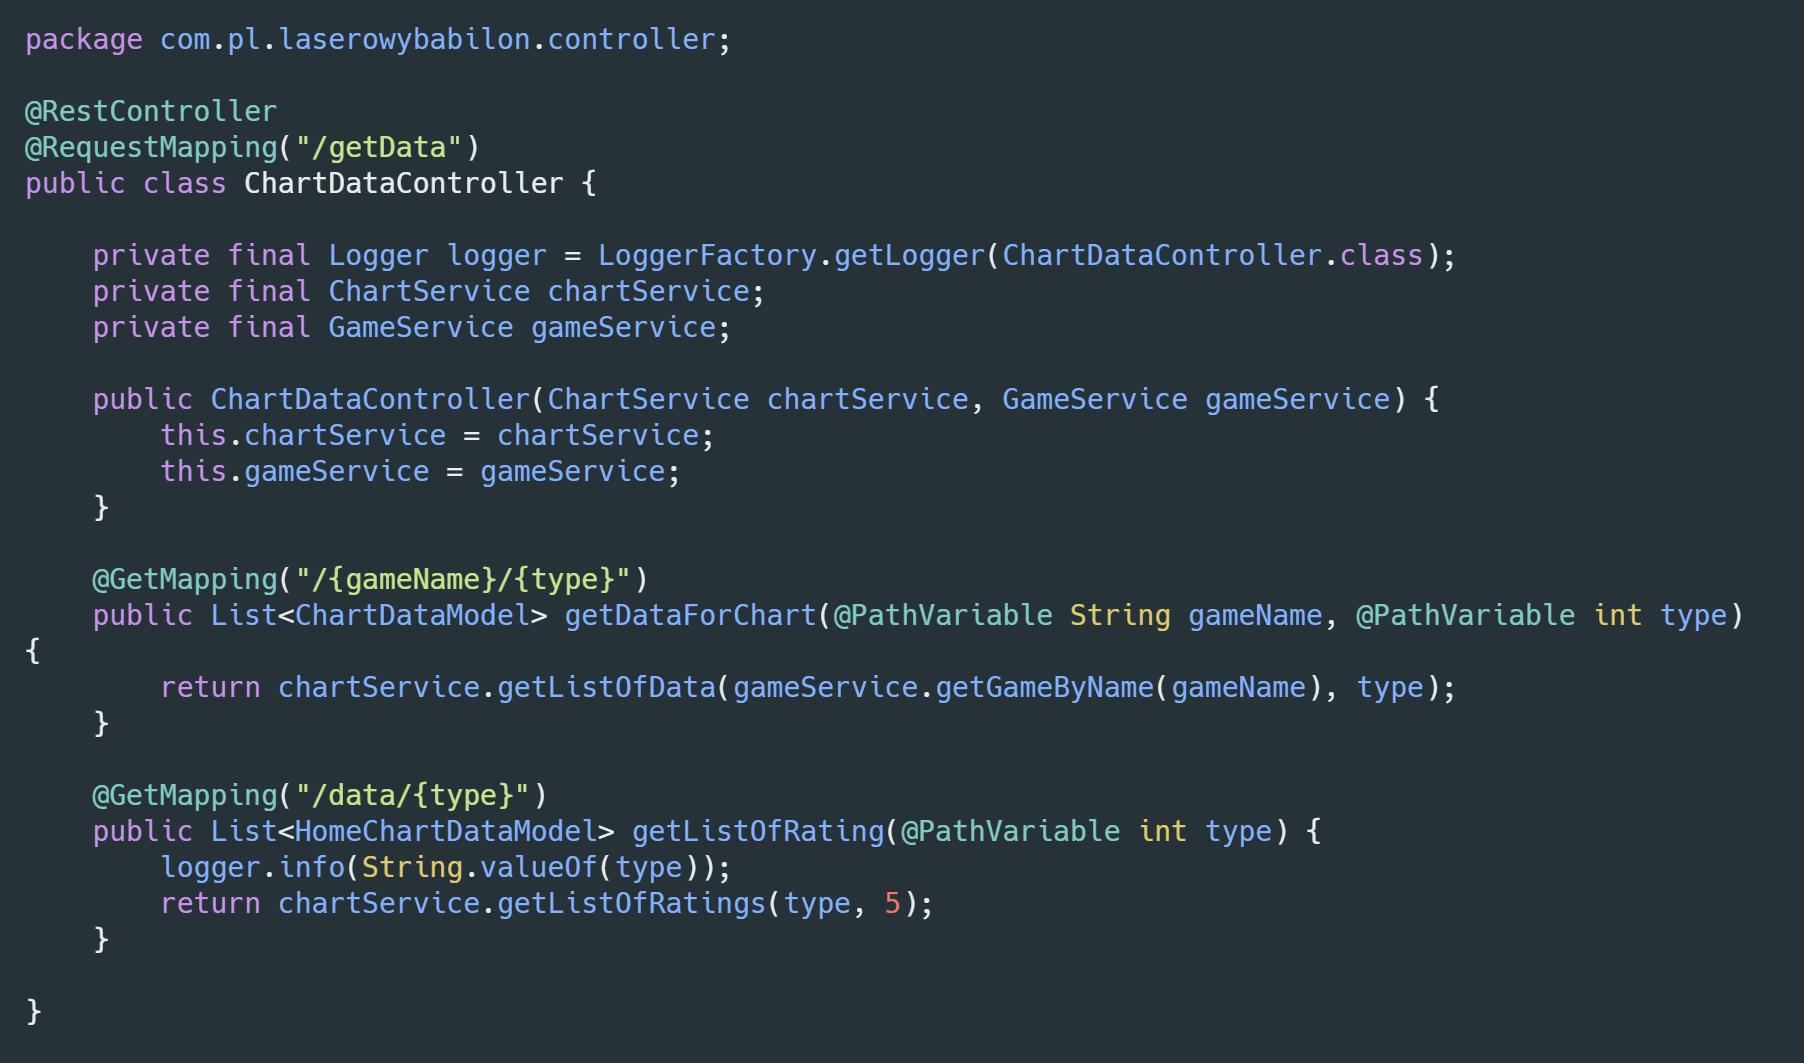 package com.pl.laserowybabilon.controller;

@RestController
@RequestMapping("/getData")
public class ChartDataController {

    private final Logger logger = LoggerFactory.getLogger(ChartDataController.class);
    private final ChartService chartService;
    private final GameService gameService;

    public ChartDataController(ChartService chartService, GameService gameService) {
        this.chartService = chartService;
        this.gameService = gameService;
    }

    @GetMapping("/{gameName}/{type}")
    public List<ChartDataModel> getDataForChart(@PathVariable String gameName, @PathVariable int type)
{
        return chartService.getListOfData(gameService.getGameByName(gameName), type);
    }

    @GetMapping("/data/{type}")
    public List<HomeChartDataModel> getListOfRating(@PathVariable int type) {
        logger.info(String.valueOf(type));
        return chartService.getListOfRatings(type, 5);
    }

}